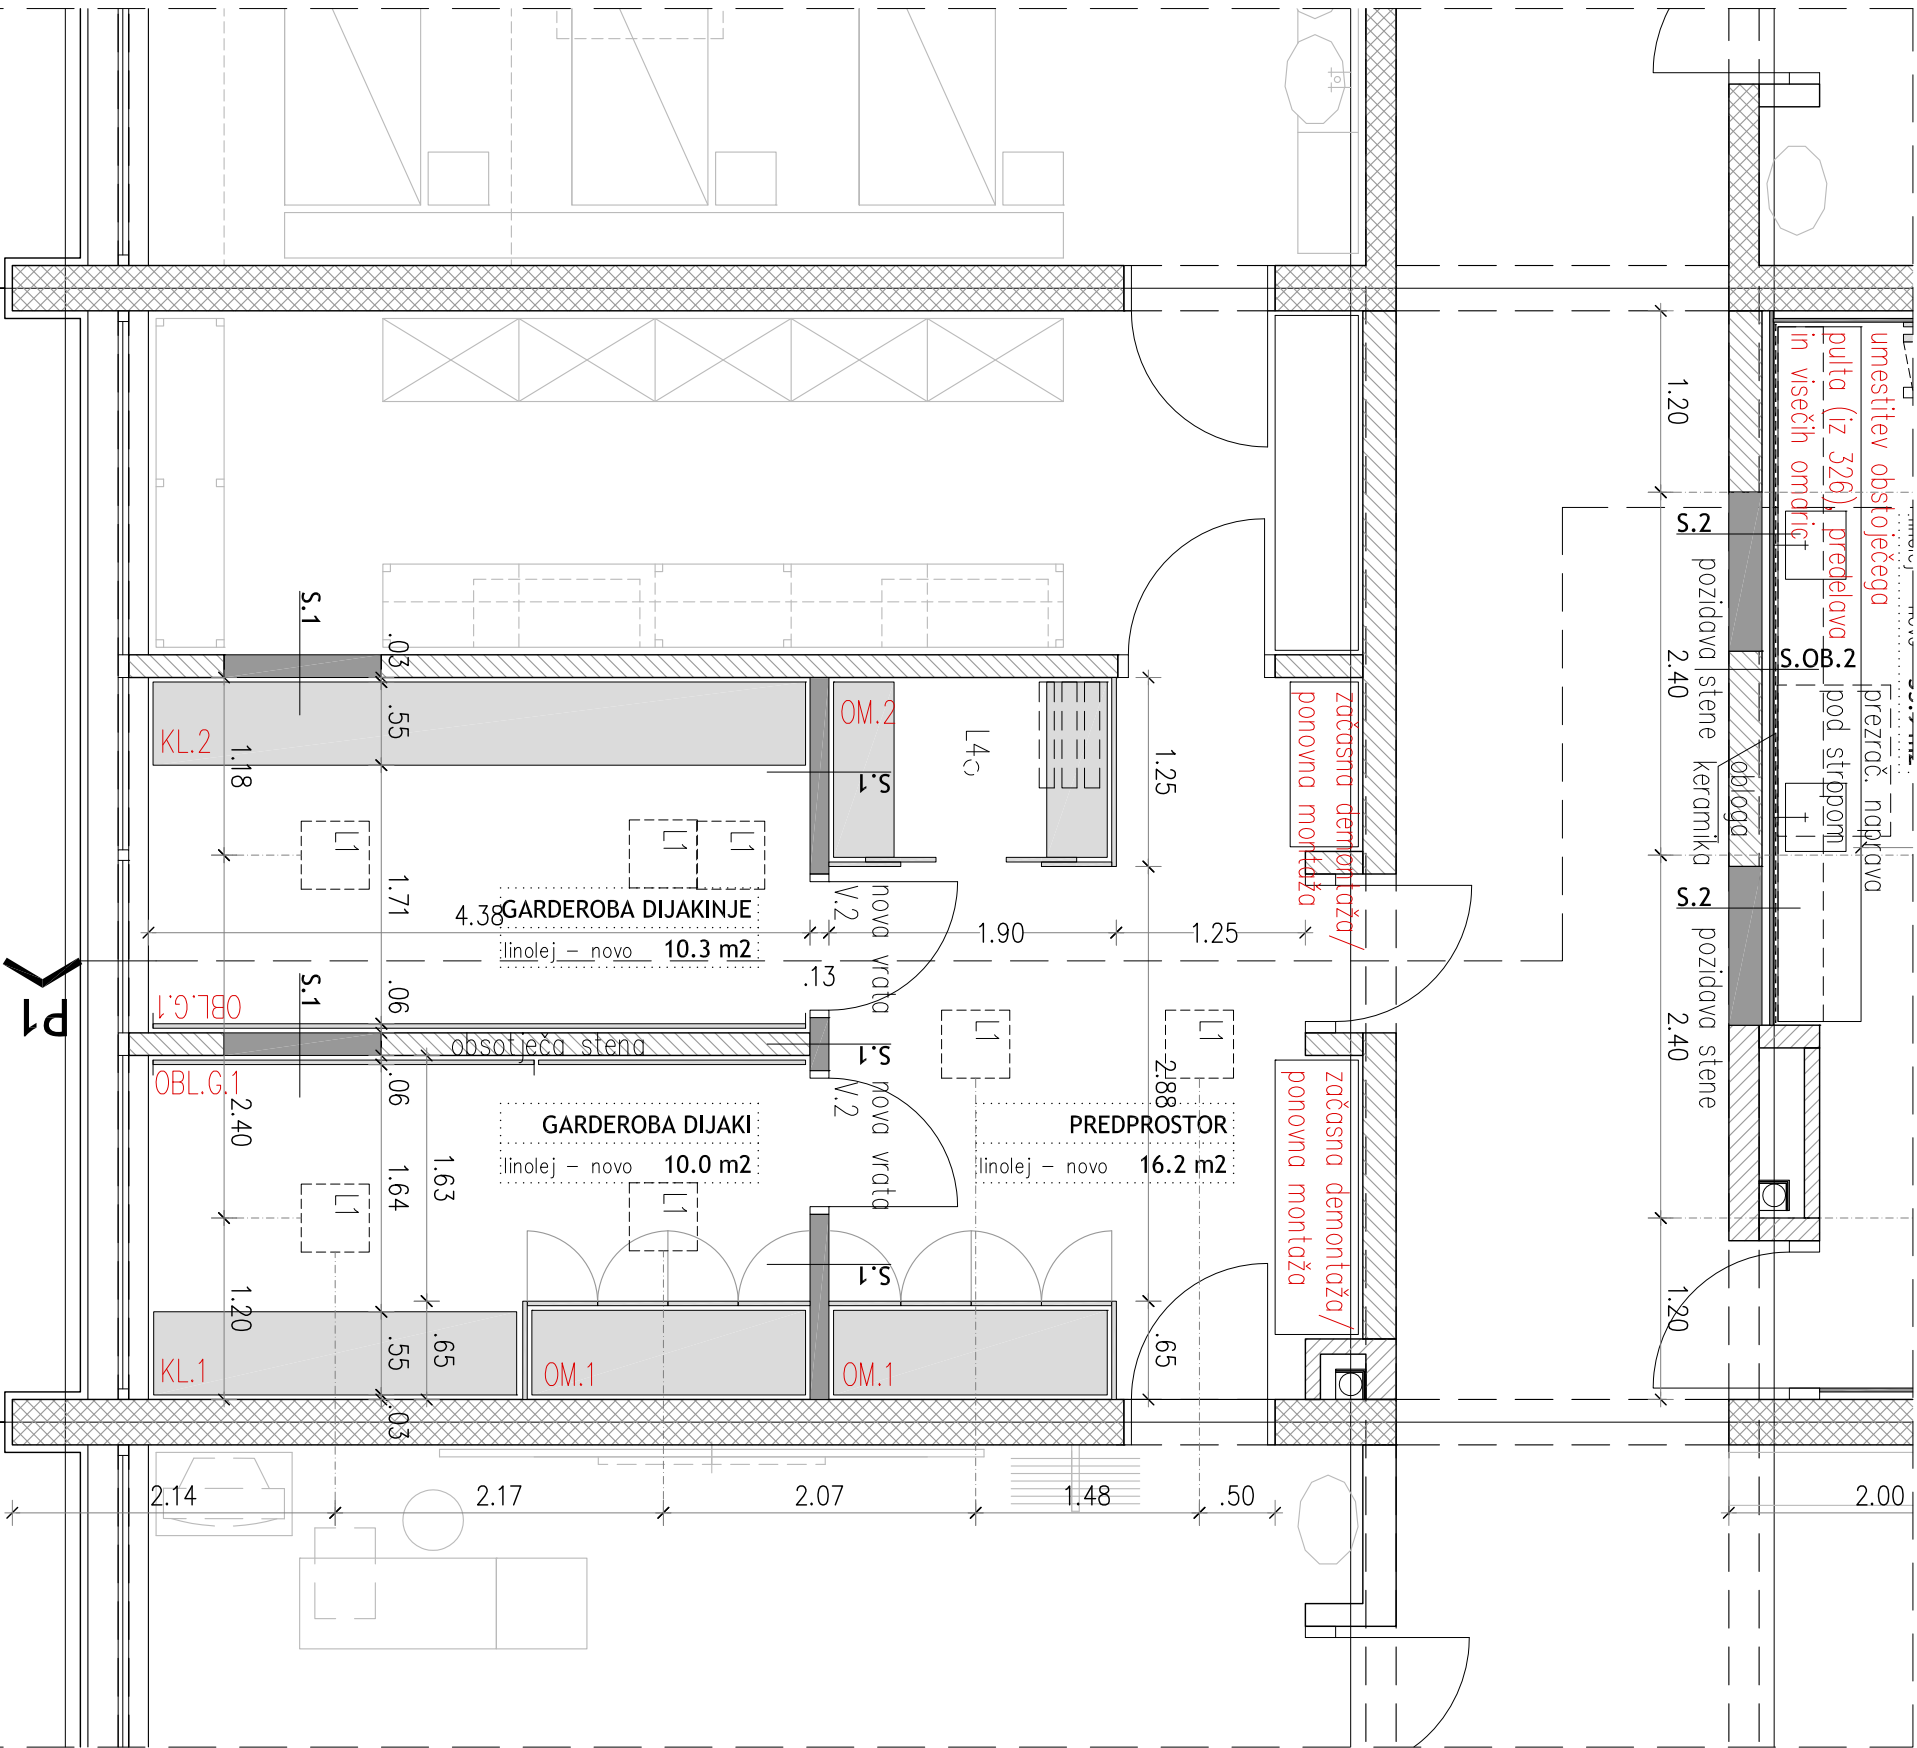 umestitev obstoječega
pulta (iz 326), predelava
in visečih omaric
1.20
S.2
pozidava stene
2.40
S.OB.2
prezrač. naprava
pod stropom
obloga
keramika
S.2
pozidava stene
2.40
1.20
S.1
.03
.55
KL.2
1.18
OM.2
L4
S.1
1.25
začasna demontaža/
ponovna montaža
L1
L1
L1
1.71
4.38
GARDEROBA DIJAKINJE
linolej – novo 10.3 m2
V.2
nova vrata
1.90
1.25
.13
P1
S.1
.06
OBL.G.1
obsotječa stena
S.1
L1
L1
OBL.G.1
.06
2.40
V.2
nova vrata
2.88
GARDEROBA DIJAKI
linolej – novo 10.0 m2
PREDPROSTOR
linolej – novo 16.2 m2
začasna demontaža/
ponovna montaža
1.63
1.64
L1
L1
S.1
1.20
.55
.65
.65
KL.1
OM.1
OM.1
.03
2.14
2.17
2.07
1.48
.50
2.00